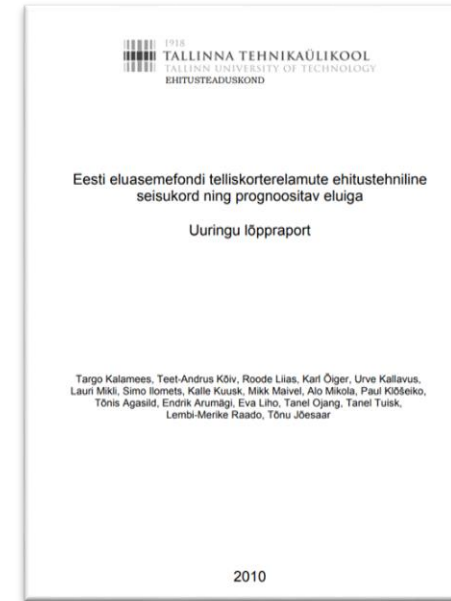 1918
TALLINNA TEHNIKAÜLIKOOL
TALLINN UNIVERSITY OF TECHNOLOGY
EHITUSTEADUSKOND
Eesti eluasemefondi telliskorterelamute ehitustehniline
seisukord ning prognoositav eluiga
Uuringu lõppraport
Targo Kalamees, Teet-Andrus Kõiv, Roode Liias, Karl Õiger, Urve Kallavus,
Lauri Mikli, Simo Ilomets, Kalle Kuusk, Mikk Maivel, Alo Mikola, Paul Klõšeiko,
Tõnis Agasild, Endrik Arumägi, Eva Liho, Tanel Ojang, Tanel Tuisk,
Lembi-Merike Raado, Tõnu Jõesaar
2010